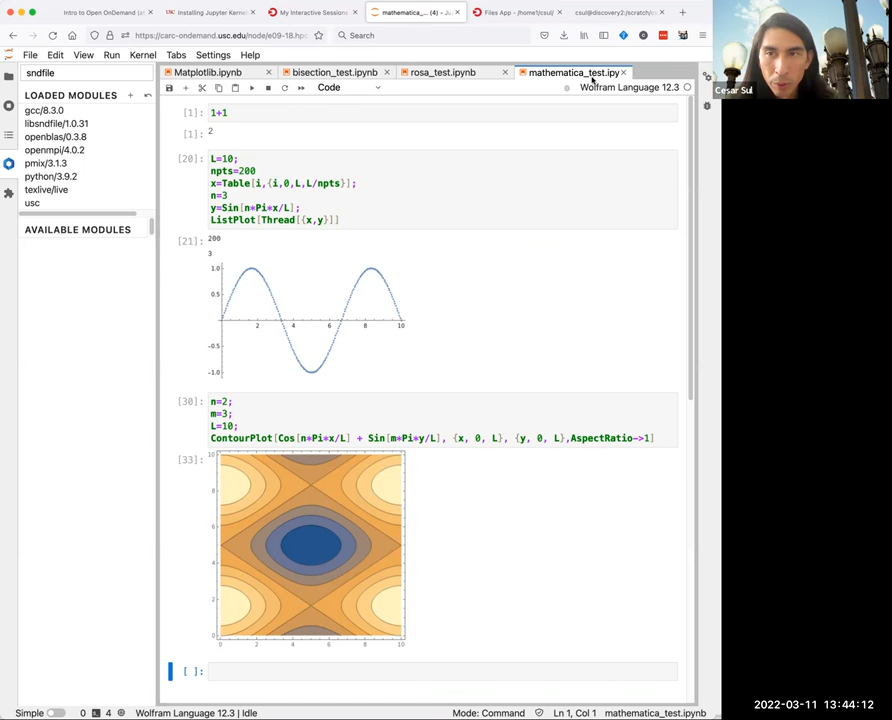 Intro to Open OnDemand (a
Installing Jupyter Kernel
My Interactive Sessions
mathematica_... (4) - Ju
Files App - /home1/csul/
csul@discovery2:/scratch/c
https://carc-ondemand.usc.edu/node/e09-18.hpc
Search
Cesar Sul
File Edit View Run Kernel Tabs Settings Help
sndfile
Matplotlib.ipynb
bisection_test.ipynb
rosa_test.ipynb
mathematica_test.ipy
LOADED MODULES
Code
Wolfram Language 12.3
gcc/8.3.0
libsndfile/1.0.31
openblas/0.3.8
openmpi/4.0.2
pmix/3.1.3
python/3.9.2
texlive/live
usc
AVAILABLE MODULES
[1]: 1+1
[1]: 2
[20]: L=10;
npts=200
x=Table[i,{i,0,L,L/npts}];
n=3
y=Sin[n*Pi*x/L];
ListPlot[Thread[{x,y}]]
[21]: 200
3
1.0
0.5
2 4 6 8 10
-0.5
-1.0
[30]: n=2;
m=3;
L=10;
ContourPlot[Cos[n*Pi*x/L] + Sin[m*Pi*y/L], {x, 0, L}, {y, 0, L},AspectRatio->1]
[33]: 10
8
6
4
2
0
0 2 4 6 8 10
[ ]:
Simple 0 4 Wolfram Language 12.3 | Idle Mode: Command Ln 1, Col 1 mathematica_test.ipynb
2022-03-11 13:44:12